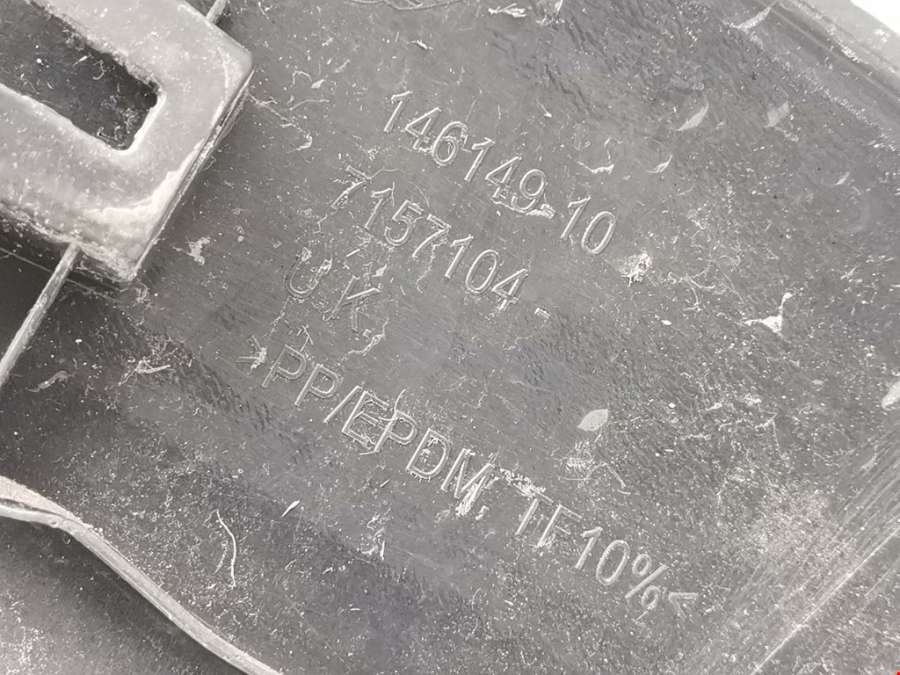 146149-10
7157104
U.K.
>PP/EPDM, TF10%<